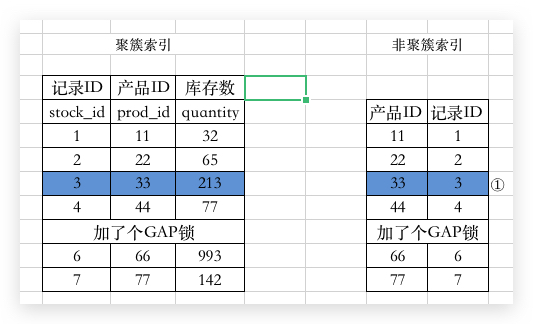 聚簇索引 非聚簇索引
记录ID 产品ID 库存数
stock_id prod_id quantity 产品ID 记录ID
1 11 32 11 1
2 22 65 22 2
3 33 213 33 3 ①
4 44 77 44 4
加了个GAP锁 加了个GAP锁
6 66 993 66 6
7 77 142 77 7